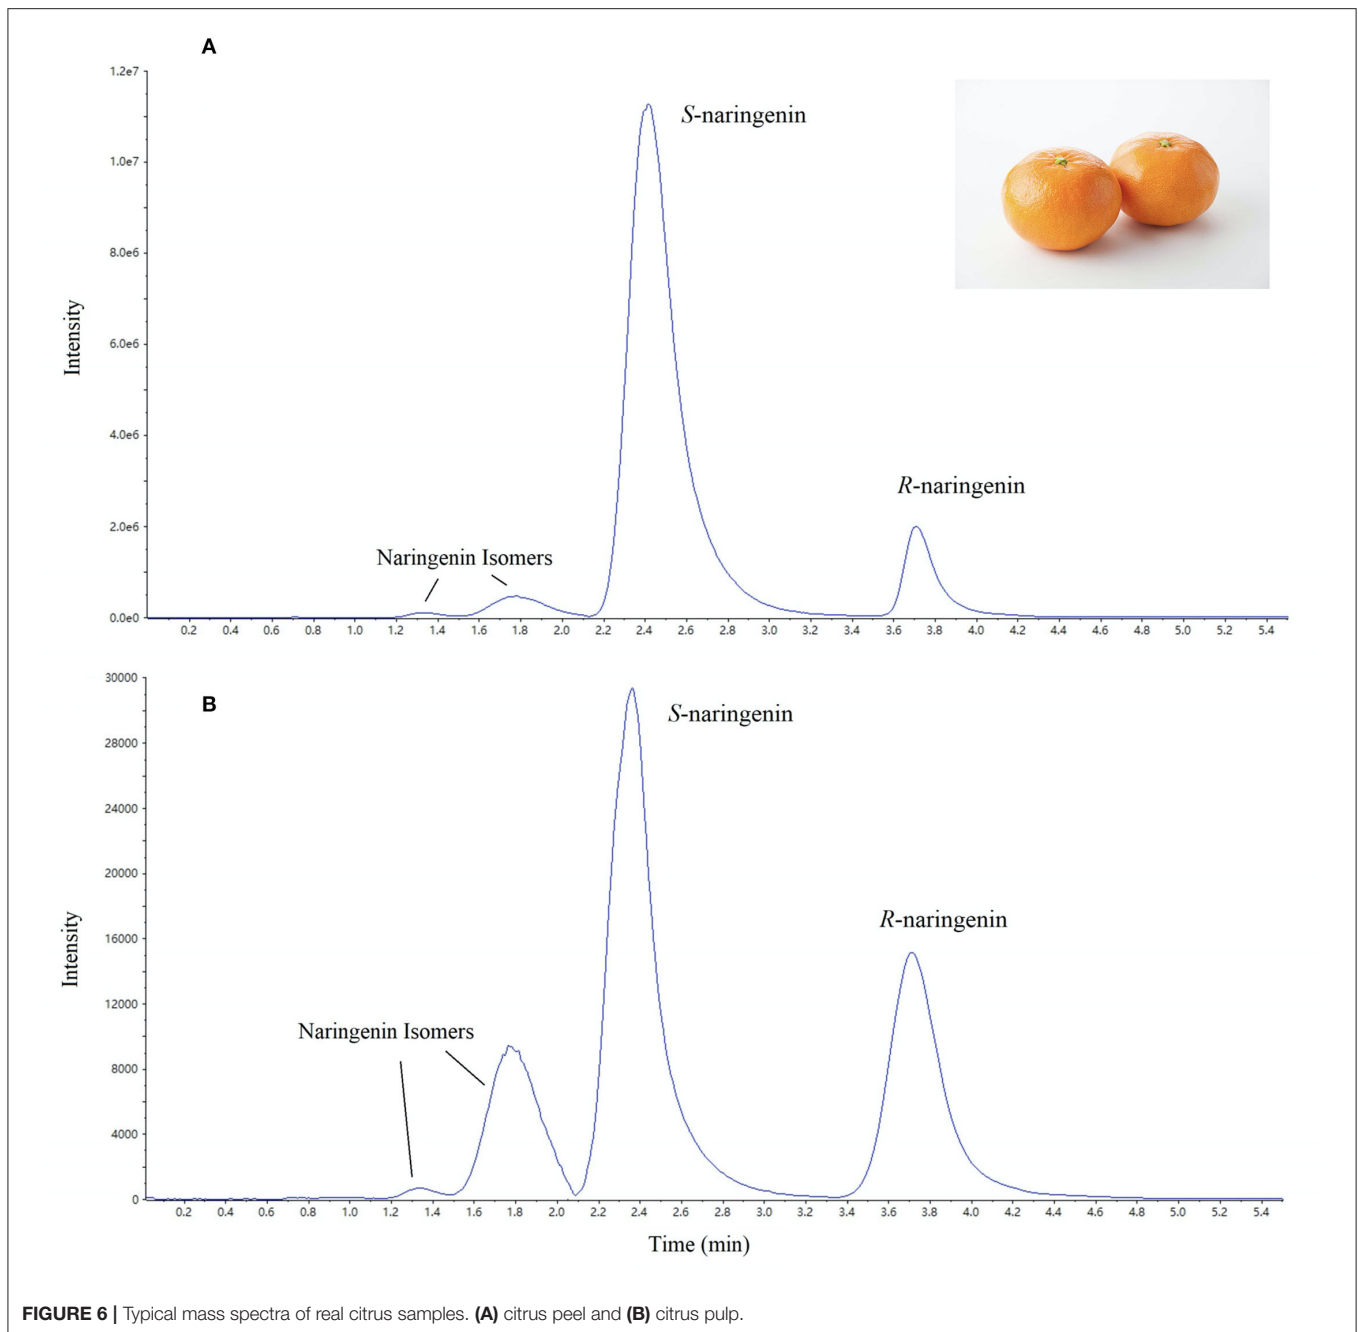 A
1.2e7
S-naringenin
1.0e7
8.0e6
Intensity
6.0e6
4.0e6
R-naringenin
2.0e6
Naringenin Isomers
0.0e0
0.2 0.4 0.6 0.8 1.0 1.2 1.4 1.6 1.8 2.0 2.2 2.4 2.6 2.8 3.0 3.2 3.4 3.6 3.8 4.0 4.2 4.4 4.6 4.8 5.0 5.2 5.4
30000
B
S-naringenin
28000
24000
20000
Intensity
16000
R-naringenin
12000
Naringenin Isomers
8000
4000
0
0.2 0.4 0.6 0.8 1.0 1.2 1.4 1.6 1.8 2.0 2.2 2.4 2.6 2.8 3.0 3.2 3.4 3.6 3.8 4.0 4.2 4.4 4.6 4.8 5.0 5.2 5.4
Time (min)
FIGURE 6 | Typical mass spectra of real citrus samples. (A) citrus peel and (B) citrus pulp.